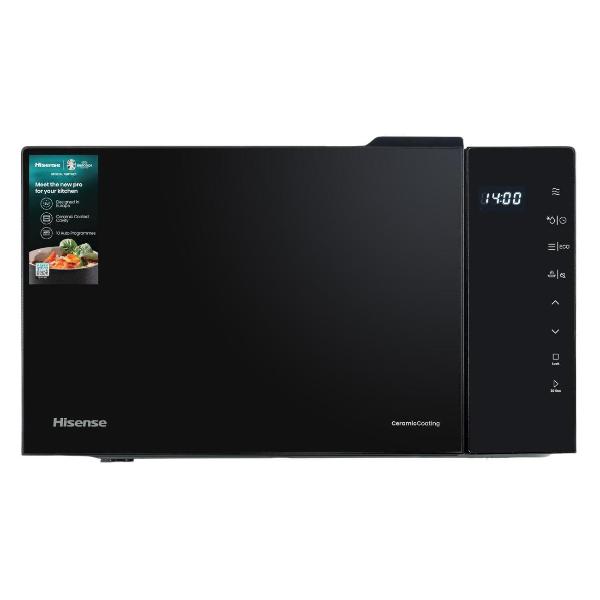 Hisense
Meet the new pro
for your kitchen
Designed in
Europe
Ceramic Coated
Cavity
10 Auto Programmes
14:00
ECO
Hisense
CeramicCoating